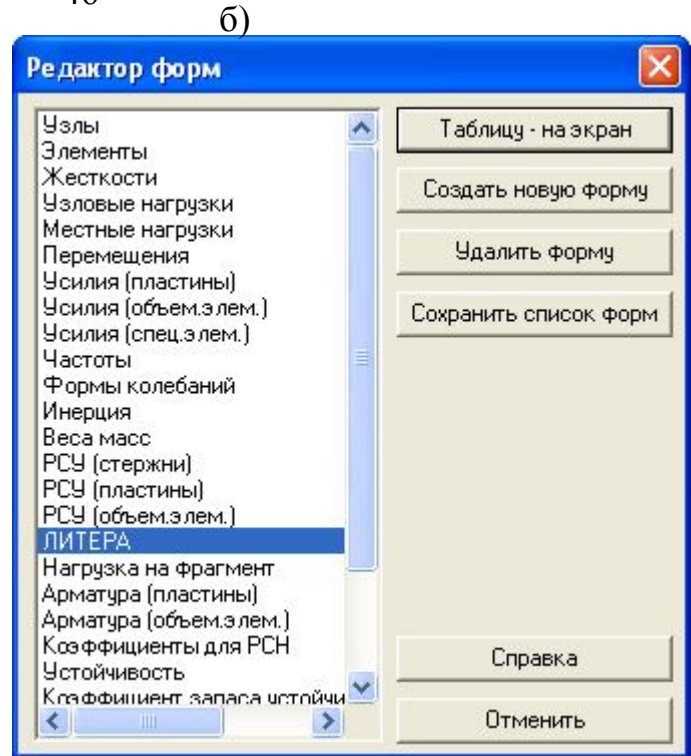 б)
Редактор форм
Узлы
Элементы
Жесткости
Узловые нагрузки
Местные нагрузки
Перемещения
Усилия (пластины)
Усилия (объем.элем.)
Усилия (спец.элем.)
Частоты
Формы колебаний
Инерция
Веса масс
РСУ (стержни)
РСУ (пластины)
РСУ (объем.элем.)
ЛИТЕРА
Нагрузка на фрагмент
Арматура (пластины)
Арматура (объем.элем.)
Коэффициенты для РСН
Устойчивость
Коэффициент запаса устойчи
Таблицу - на экран
Создать новую форму
Удалить форму
Сохранить список форм
Справка
Отменить